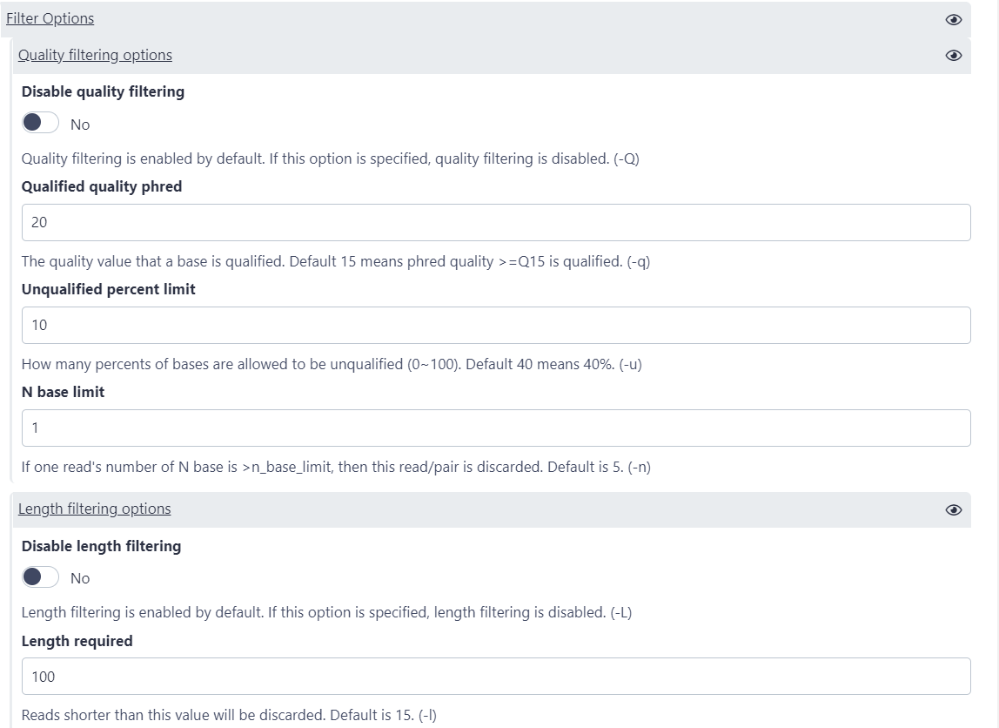 Filter Options
Quality filtering options
Disable quality filtering
No
Quality filtering is enabled by default. If this option is specified, quality filtering is disabled. (-Q)
Qualified quality phred
20
The quality value that a base is qualified. Default 15 means phred quality >=Q15 is qualified. (-q)
Unqualified percent limit
10
How many percents of bases are allowed to be unqualified (0~100). Default 40 means 40%. (-u)
N base limit
1
If one read's number of N base is >n_base_limit, then this read/pair is discarded. Default is 5. (-n)
Length filtering options
Disable length filtering
No
Length filtering is enabled by default. If this option is specified, length filtering is disabled. (-L)
Length required
100
Reads shorter than this value will be discarded. Default is 15. (-l)